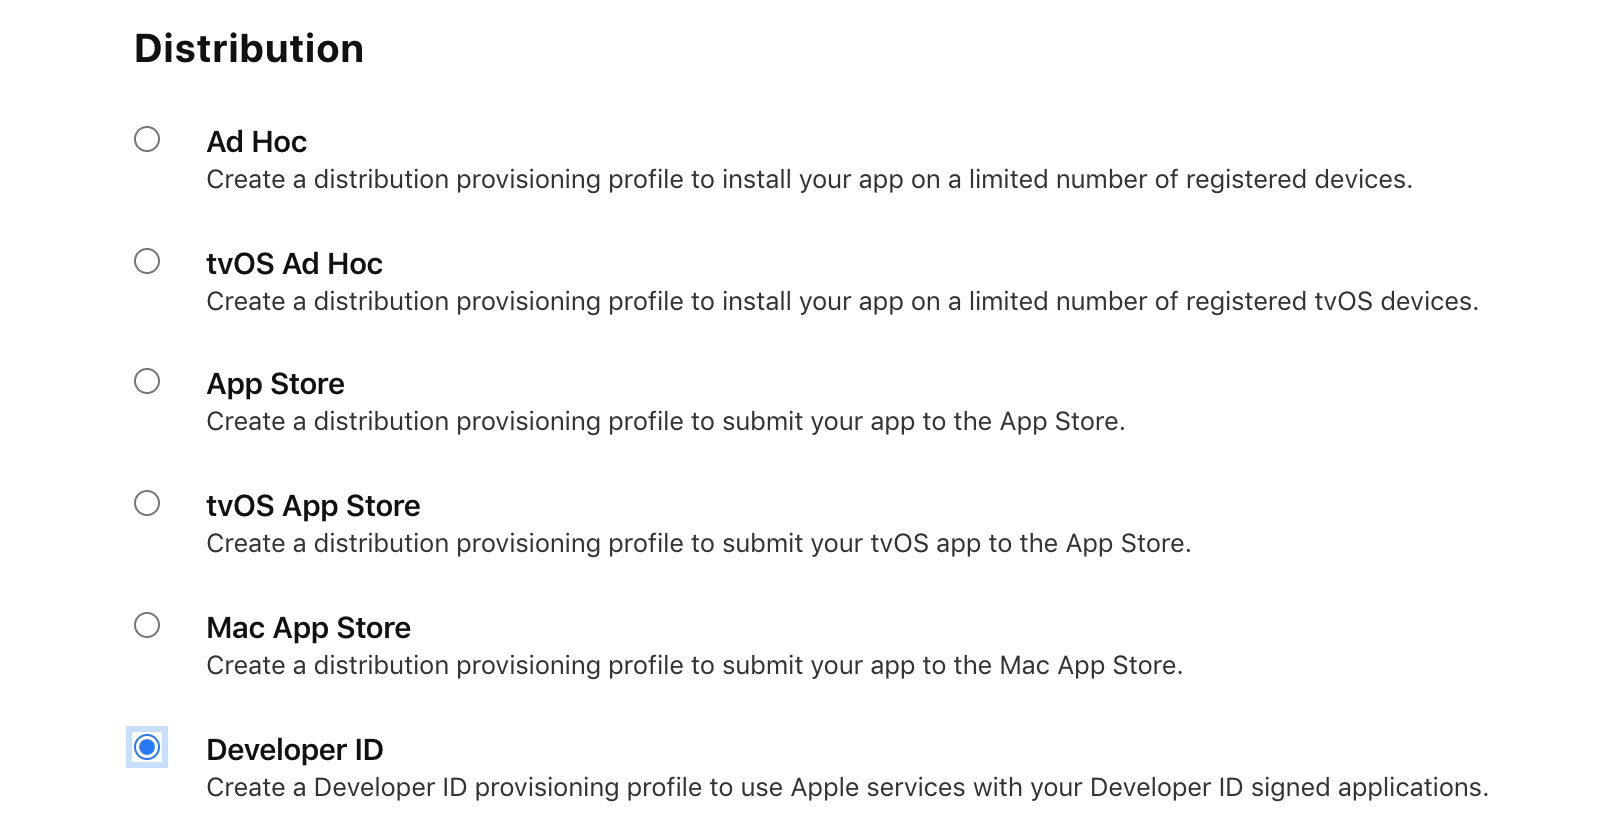 Distribution
Ad Hoc
Create a distribution provisioning profile to install your app on a limited number of registered devices.
tvOS Ad Hoc
Create a distribution provisioning profile to install your app on a limited number of registered tvOS devices.
App Store
Create a distribution provisioning profile to submit your app to the App Store.
tvOS App Store
Create a distribution provisioning profile to submit your tvOS app to the App Store.
Mac App Store
Create a distribution provisioning profile to submit your app to the Mac App Store.
Developer ID
Create a Developer ID provisioning profile to use Apple services with your Developer ID signed applications.